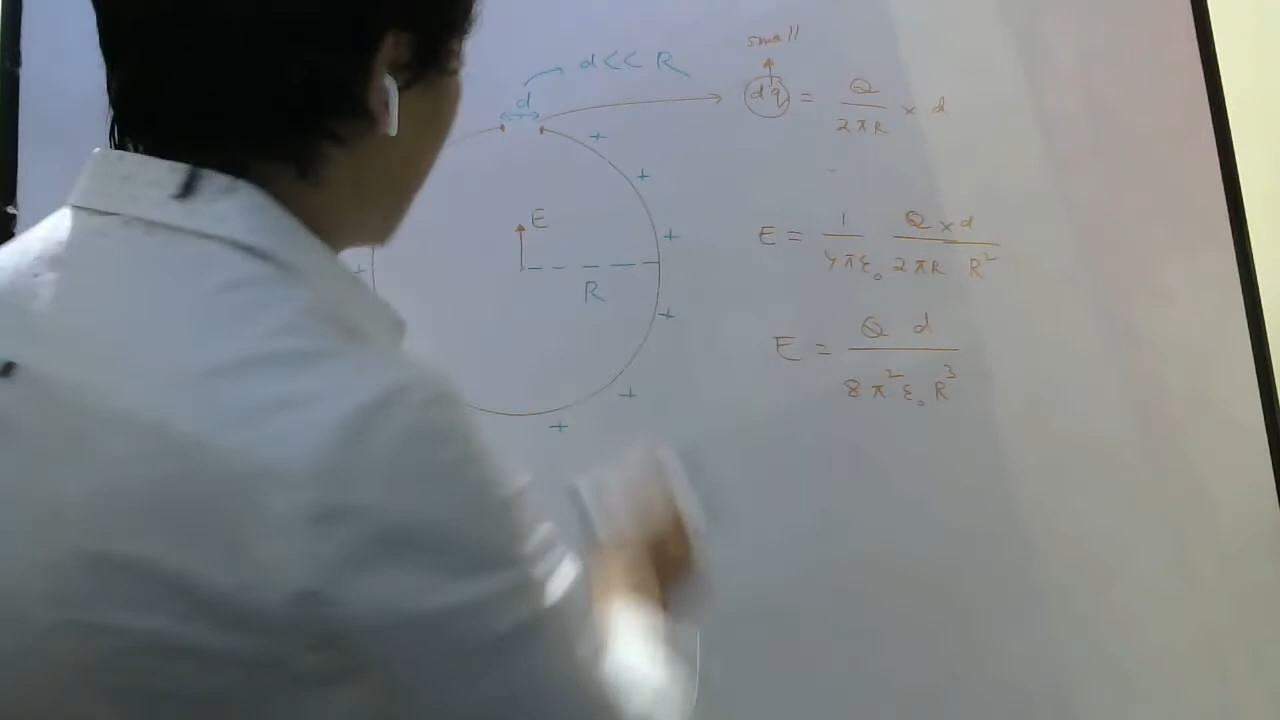 small
d << R
d
dq = Q / 2πR × d
E
R
E = 1 / 4πε₀ Q × d / 2πR R²
E = Q d / 8π²ε₀R³
+ + + + + + +